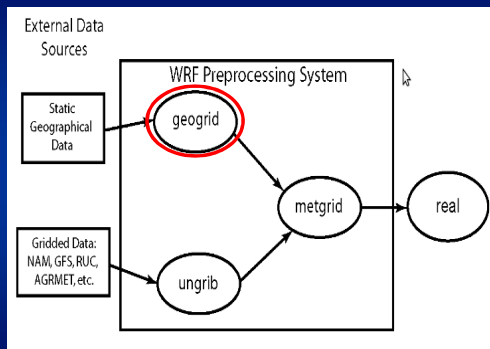 External Data
Sources
WRF Preprocessing System
Static
Geographical
Data
geogrid
metgrid
real
Gridded Data:
NAM, GFS, RUC,
AGRMET, etc.
ungrib